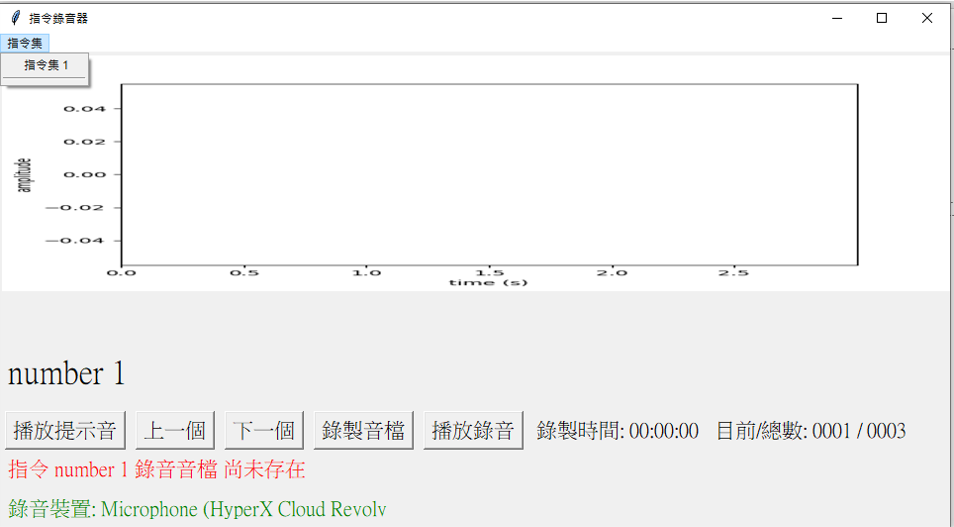 指令錄音器
指令集
指令集 1
0.04
0.02
0.00
−0.02
−0.04
amplitude
0.0 0.5 1.0 1.5 2.0 2.5
time (s)
number 1
播放提示音 上一個 下一個 錄製音檔 播放錄音 錄製時間: 00:00:00 目前/總數: 0001 / 0003
指令 number 1 錄音音檔 尚未存在
錄音裝置: Microphone (HyperX Cloud Revolv